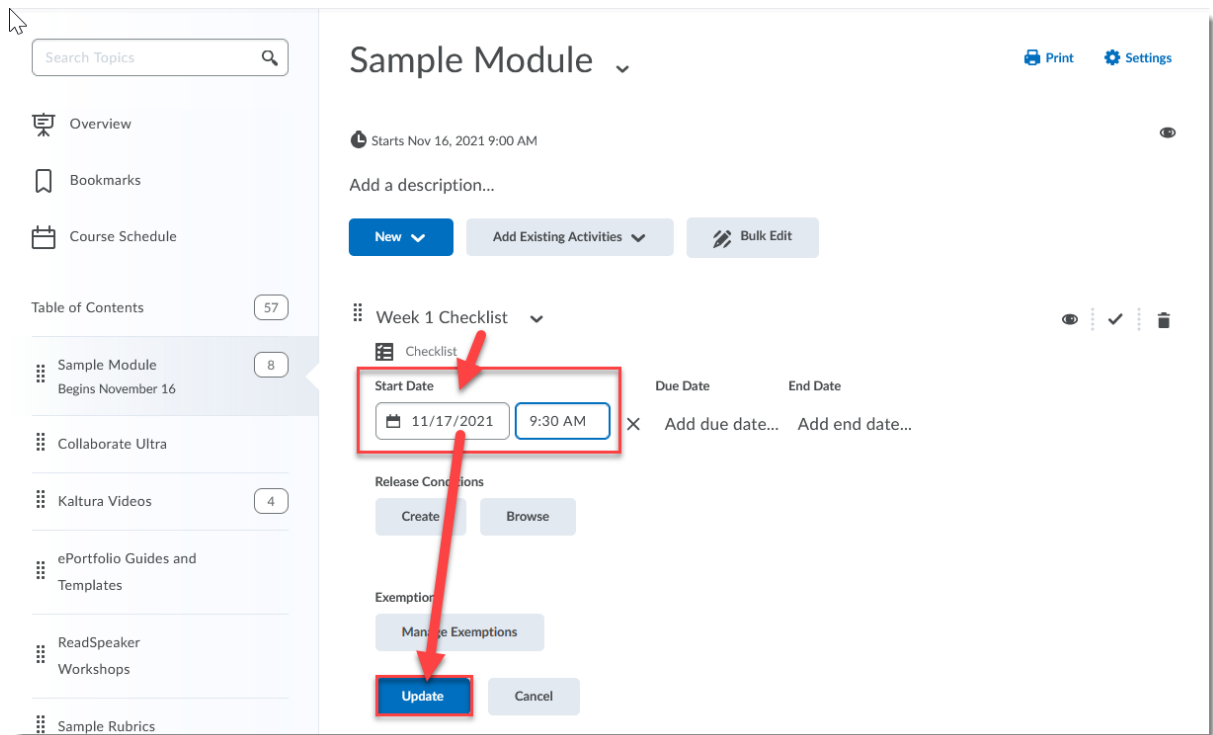 Search Topics
Overview
Bookmarks
Course Schedule
Table of Contents 57
Sample Module 8
Begins November 16
Collaborate Ultra
Kaltura Videos 4
ePortfolio Guides and
Templates
ReadSpeaker
Workshops
Sample Rubrics
Sample Module
Print Settings
Starts Nov 16, 2021 9:00 AM
Add a description...
New Add Existing Activities Bulk Edit
Week 1 Checklist
Checklist
Start Date Due Date End Date
11/17/2021 9:30 AM Add due date... Add end date...
Release Conditions
Create Browse
Exemptions
Manage Exemptions
Update Cancel